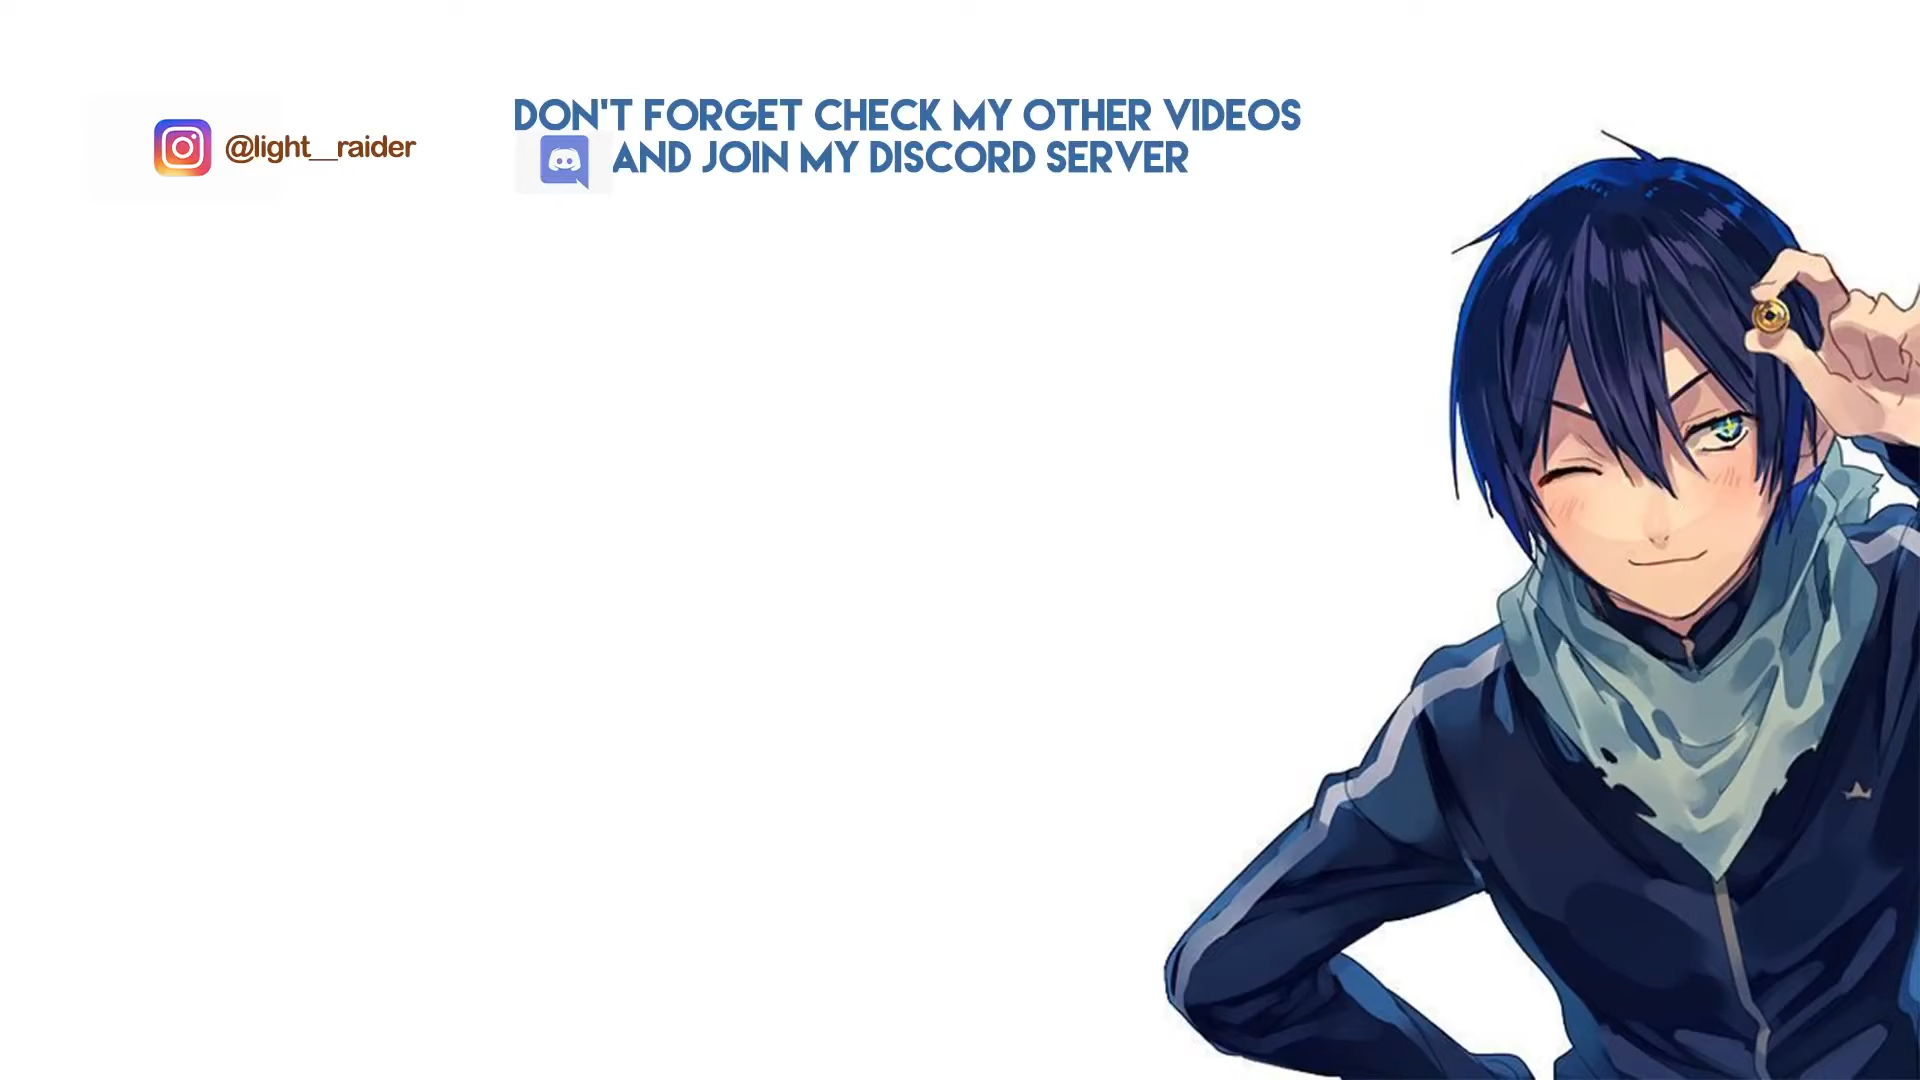 DON'T FORGET CHECK MY OTHER VIDEOS
AND JOIN MY DISCORD SERVER
@light__raider